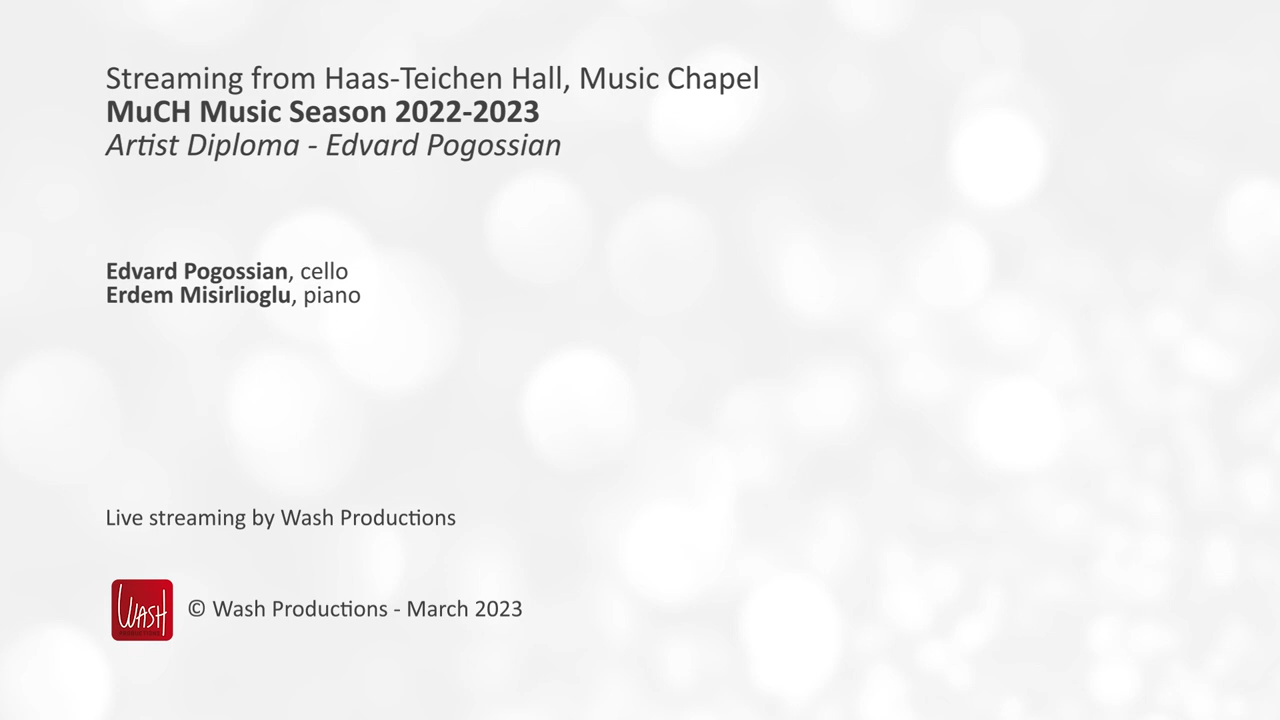 Streaming from Haas-Teichen Hall, Music Chapel
MuCH Music Season 2022-2023
Artist Diploma - Edvard Pogossian
Edvard Pogossian, cello
Erdem Misirlioglu, piano
Live streaming by Wash Productions
WASH
© Wash Productions - March 2023